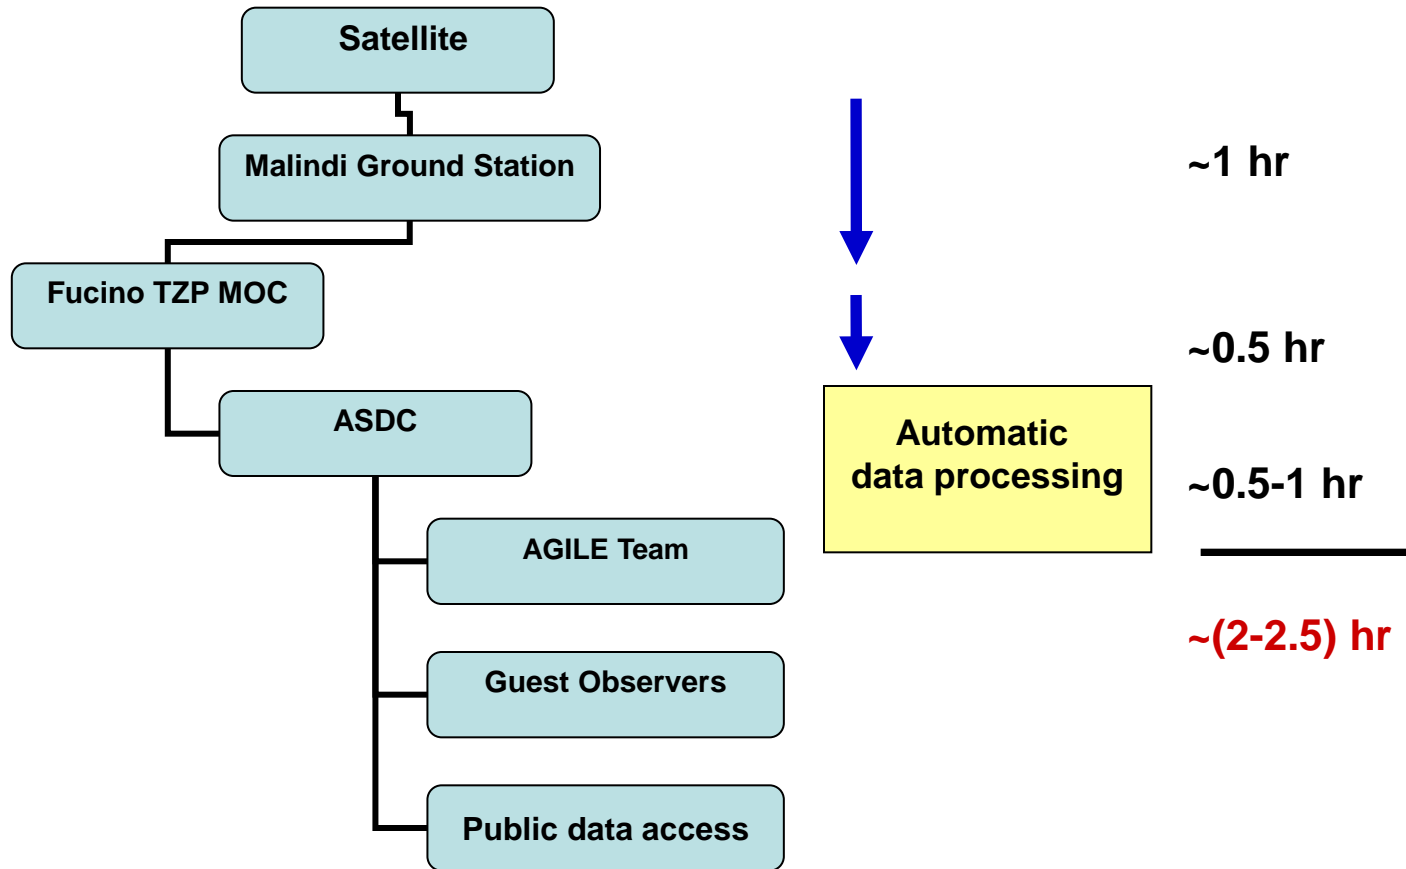 Satellite
Malindi Ground Station
~1 hr
Fucino TZP MOC
~0.5 hr
ASDC
Automatic
data processing
~0.5-1 hr
AGILE Team
~(2-2.5) hr
Guest Observers
Public data access